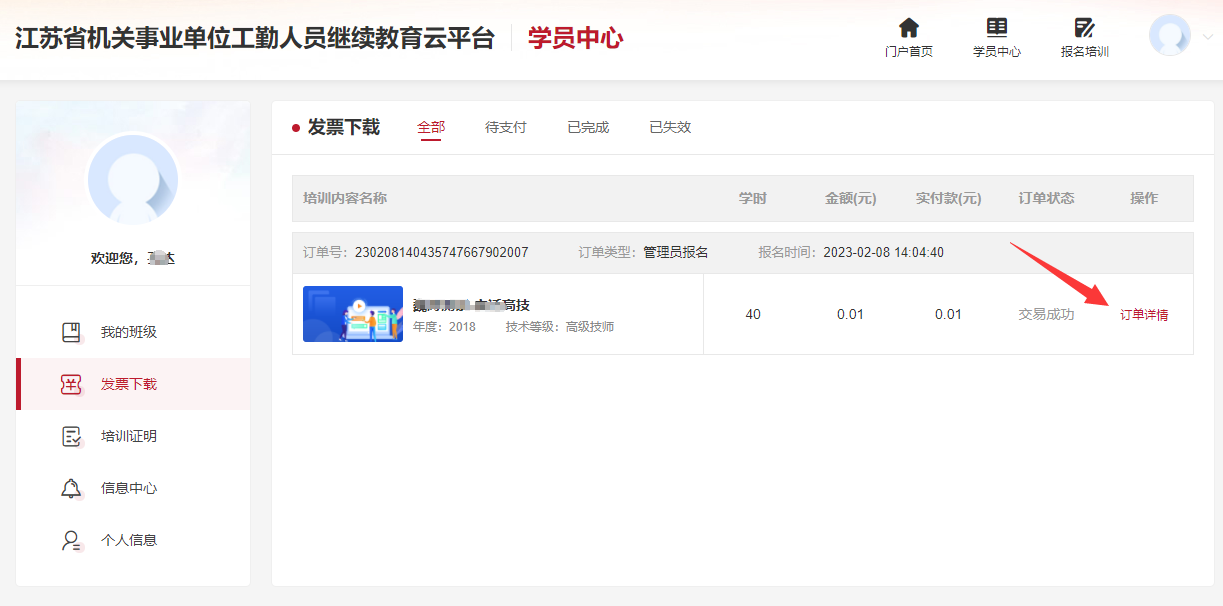 江苏省机关事业单位工勤人员继续教育云平台 学员中心
门户首页 学员中心 报名培训
欢迎您，
我的班级
发票下载
培训证明
信息中心
个人信息
发票下载 全部 待支付 已完成 已失效
培训内容名称 学时 金额(元) 实付款(元) 订单状态 操作
订单号：230208140435747667902007 订单类型：管理员报名 报名时间：2023-02-08 14:04:40
高技
年度：2018 技术等级：高级技师
40 0.01 0.01 交易成功 订单详情